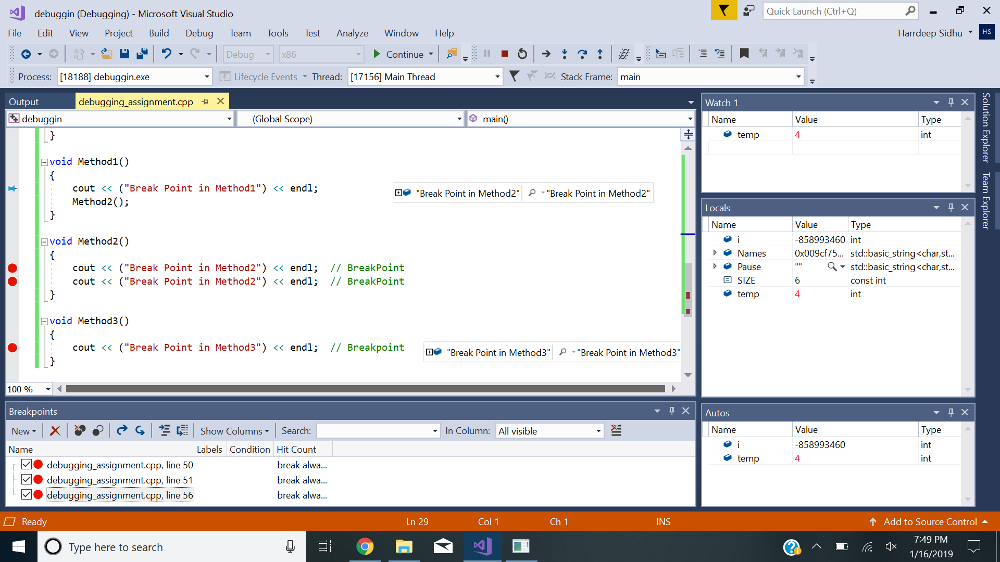 debuggin (Debugging) - Microsoft Visual Studio
Quick Launch (Ctrl+Q)
File Edit View Project Build Debug Team Tools Test Analyze Window Help
Harrdeep Sidhu HS
Debug x86 Continue
Process: [18188] debuggin.exe Lifecycle Events Thread: [17156] Main Thread Stack Frame: main
Output debugging_assignment.cpp
debuggin (Global Scope) main()
}
void Method1()
{
cout << ("Break Point in Method1") << endl;
"Break Point in Method2" "Break Point in Method2"
Method2();
}
void Method2()
{
cout << ("Break Point in Method2") << endl; // BreakPoint
cout << ("Break Point in Method2") << endl; // BreakPoint
}
void Method3()
{
cout << ("Break Point in Method3") << endl; // Breakpoint
"Break Point in Method3" "Break Point in Method3"
}
100 %
Breakpoints
New Show Columns Search: In Column: All visible
Name Labels Condition Hit Count
debugging_assignment.cpp, line 50 break alwa...
debugging_assignment.cpp, line 51 break alwa...
debugging_assignment.cpp, line 56 break alwa...
Watch 1
Name Value Type
temp 4 int
Locals
Name Value Type
i -858993460 int
Names 0x009cf75... std::basic_string<char,st...
Pause "" std::basic_string<char,st...
SIZE 6 const int
temp 4 int
Autos
Name Value Type
i -858993460 int
temp 4 int
Solution Explorer
Team Explorer
Ready Ln 29 Col 1 Ch 1 INS Add to Source Control
Type here to search
7:49 PM
1/16/2019